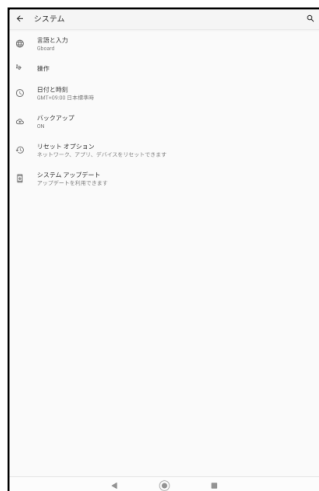 システム
言語と入力
Gboard
操作
日付と時刻
GMT+09:00 日本標準時
バックアップ
ON
リセット オプション
ネットワーク、アプリ、デバイスをリセットできます
システム アップデート
アップデートを利用できます